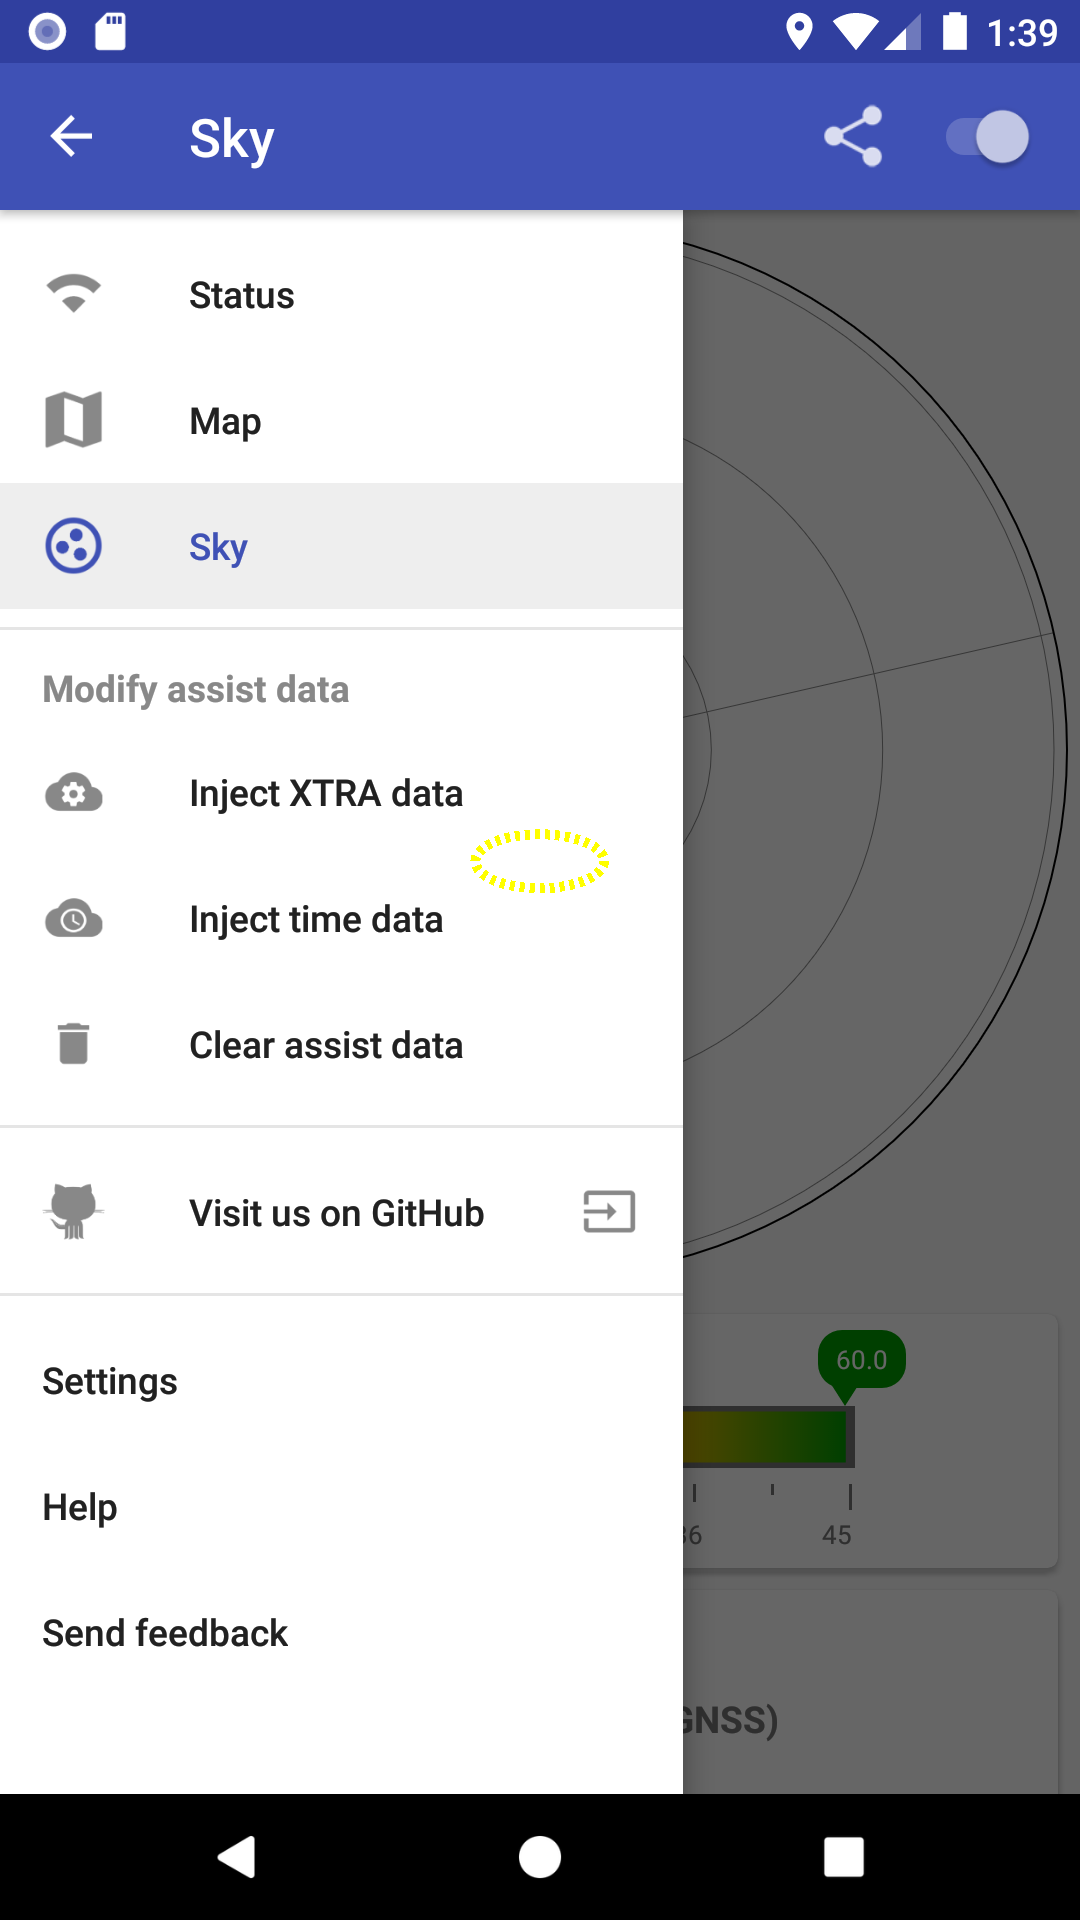 1:39
Sky
Status
Map
Sky
Modify assist data
Inject XTRA data
Inject time data
Clear assist data
Visit us on GitHub
Settings
Help
Send feedback
60.0
36
45
GNSS)